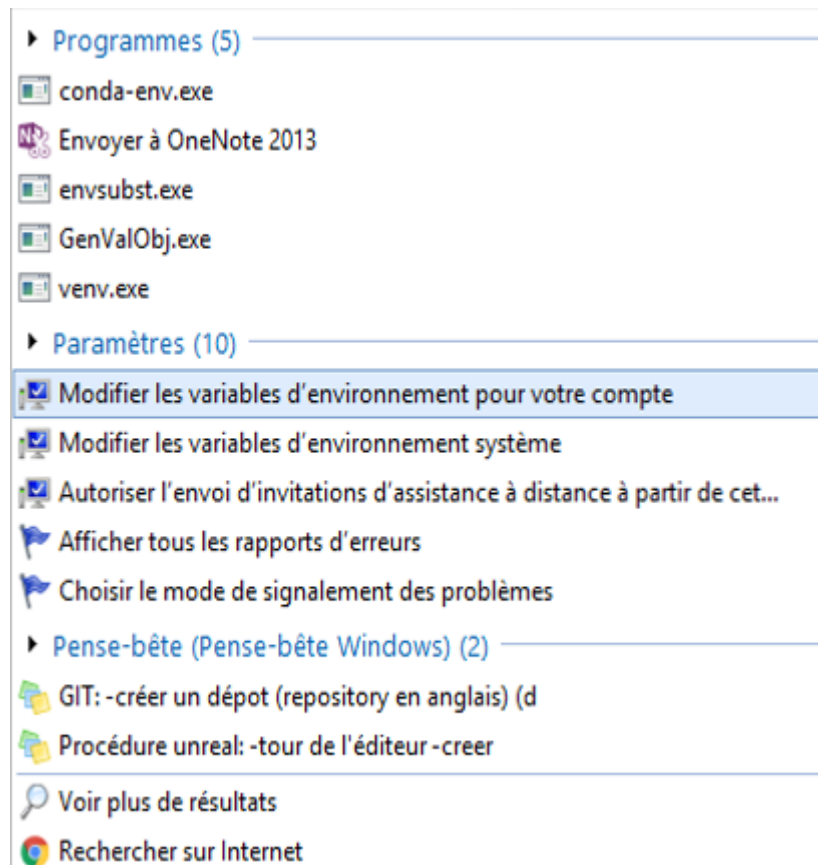 Programmes (5)
conda-env.exe
Envoyer à OneNote 2013
envsubst.exe
GenValObj.exe
venv.exe
Paramètres (10)
Modifier les variables d'environnement pour votre compte
Modifier les variables d'environnement système
Autoriser l'envoi d'invitations d'assistance à distance à partir de cet...
Afficher tous les rapports d'erreurs
Choisir le mode de signalement des problèmes
Pense-bête (Pense-bête Windows) (2)
GIT: -créer un dépot (repository en anglais) (d
Procédure unreal: -tour de l'éditeur -creer
Voir plus de résultats
Rechercher sur Internet